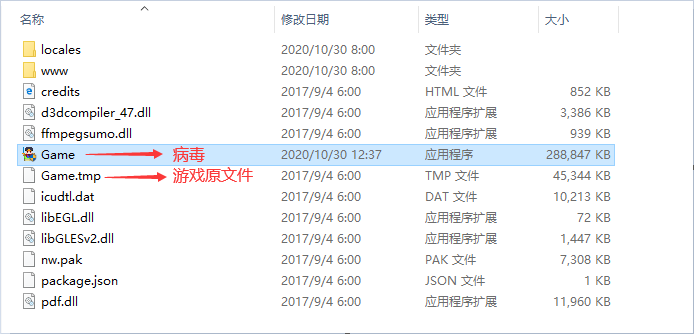 名称 修改日期 类型 大小
locales 2020/10/30 8:00 文件夹
www 2020/10/30 8:00 文件夹
credits 2017/9/4 6:00 HTML 文件 852 KB
d3dcompiler_47.dll 2017/9/4 6:00 应用程序扩展 3,386 KB
ffmpegsumo.dll 2017/9/4 6:00 应用程序扩展 939 KB
Game 病毒 2020/10/30 12:37 应用程序 288,847 KB
Game.tmp 游戏原文件 2017/9/4 6:00 TMP 文件 45,344 KB
icudtl.dat 2017/9/4 6:00 DAT 文件 10,213 KB
libEGL.dll 2017/9/4 6:00 应用程序扩展 72 KB
libGLESv2.dll 2017/9/4 6:00 应用程序扩展 1,447 KB
nw.pak 2017/9/4 6:00 PAK 文件 7,308 KB
package.json 2017/9/4 6:00 JSON 文件 1 KB
pdf.dll 2017/9/4 6:00 应用程序扩展 11,960 KB